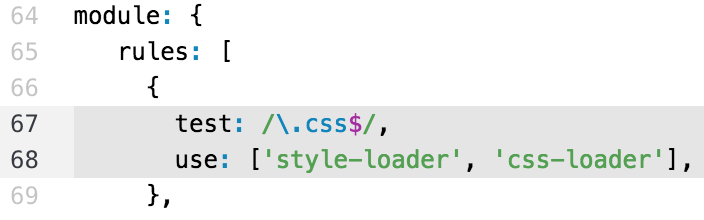 64 module: {
65 rules: [
66 {
67 test: /\.css$/,
68 use: ['style-loader', 'css-loader'],
69 },